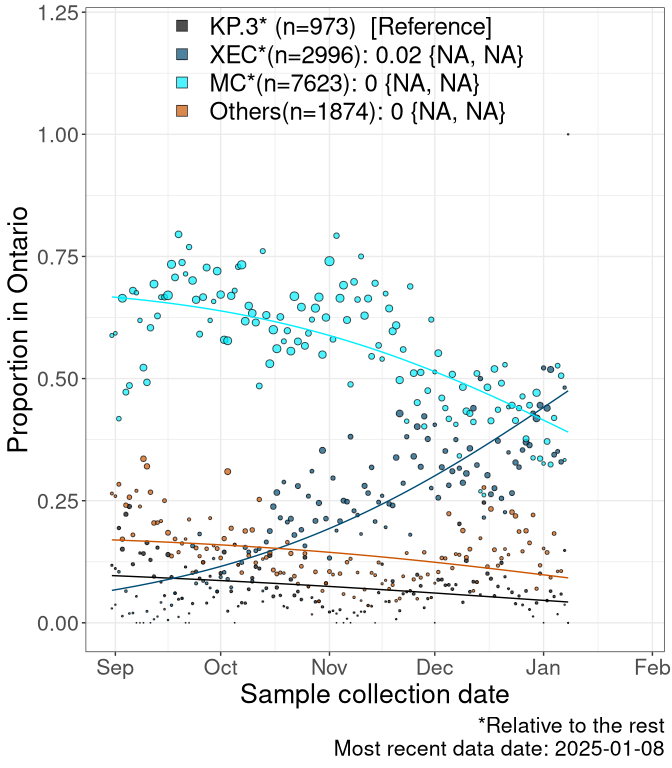 1.25
KP.3* (n=973)  [Reference]
XEC*(n=2996): 0.02 {NA, NA}
MC*(n=7623): 0 {NA, NA}
Others(n=1874): 0 {NA, NA}
1.00
0.75
0.50
0.25
0.00
Proportion in Ontario
Sep Oct Nov Dec Jan Feb
Sample collection date
*Relative to the rest
Most recent data date: 2025-01-08